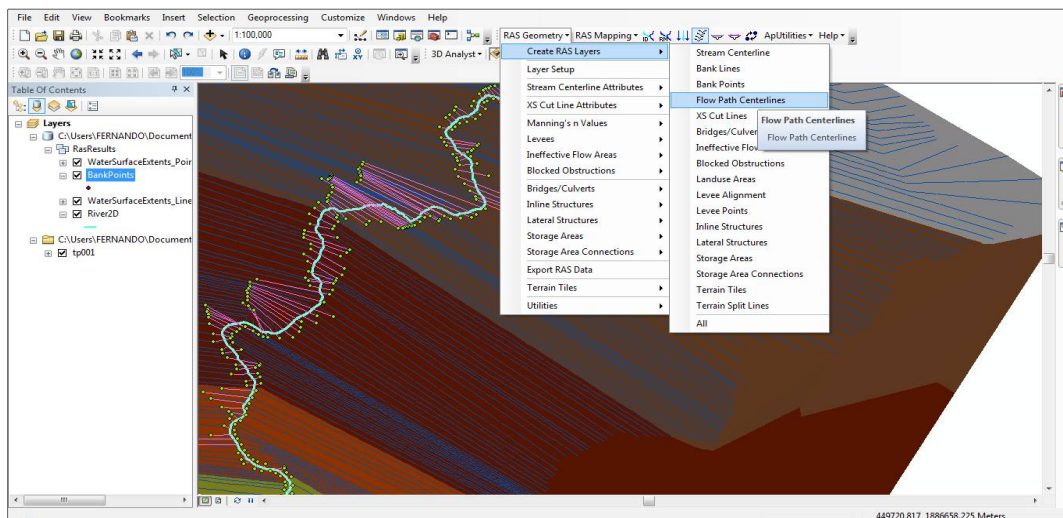 File Edit View Bookmarks Insert Selection Geoprocessing Customize Windows Help
1:100,000
RAS Geometry RAS Mapping ApUtilities Help
3D Analyst
100%
Table Of Contents
Layers
C:\Users\FERNANDO\Document
RasResults
WaterSurfaceExtents_Poir
BankPoints
WaterSurfaceExtents_Line
River2D
C:\Users\FERNANDO\Document
tp001
Create RAS Layers
Layer Setup
Stream Centerline Attributes
XS Cut Line Attributes
Manning's n Values
Levees
Ineffective Flow Areas
Blocked Obstructions
Bridges/Culverts
Inline Structures
Lateral Structures
Storage Areas
Storage Area Connections
Export RAS Data
Terrain Tiles
Utilities
Stream Centerline
Bank Lines
Bank Points
Flow Path Centerlines
XS Cut Lines
Bridges/Culver
Ineffective Flow
Blocked Obstructions
Landuse Areas
Levee Alignment
Levee Points
Inline Structures
Lateral Structures
Storage Areas
Storage Area Connections
Terrain Tiles
Terrain Split Lines
All
Flow Path Centerlines
Flow Path Centerlines
449720.817 1886658.225 Meters